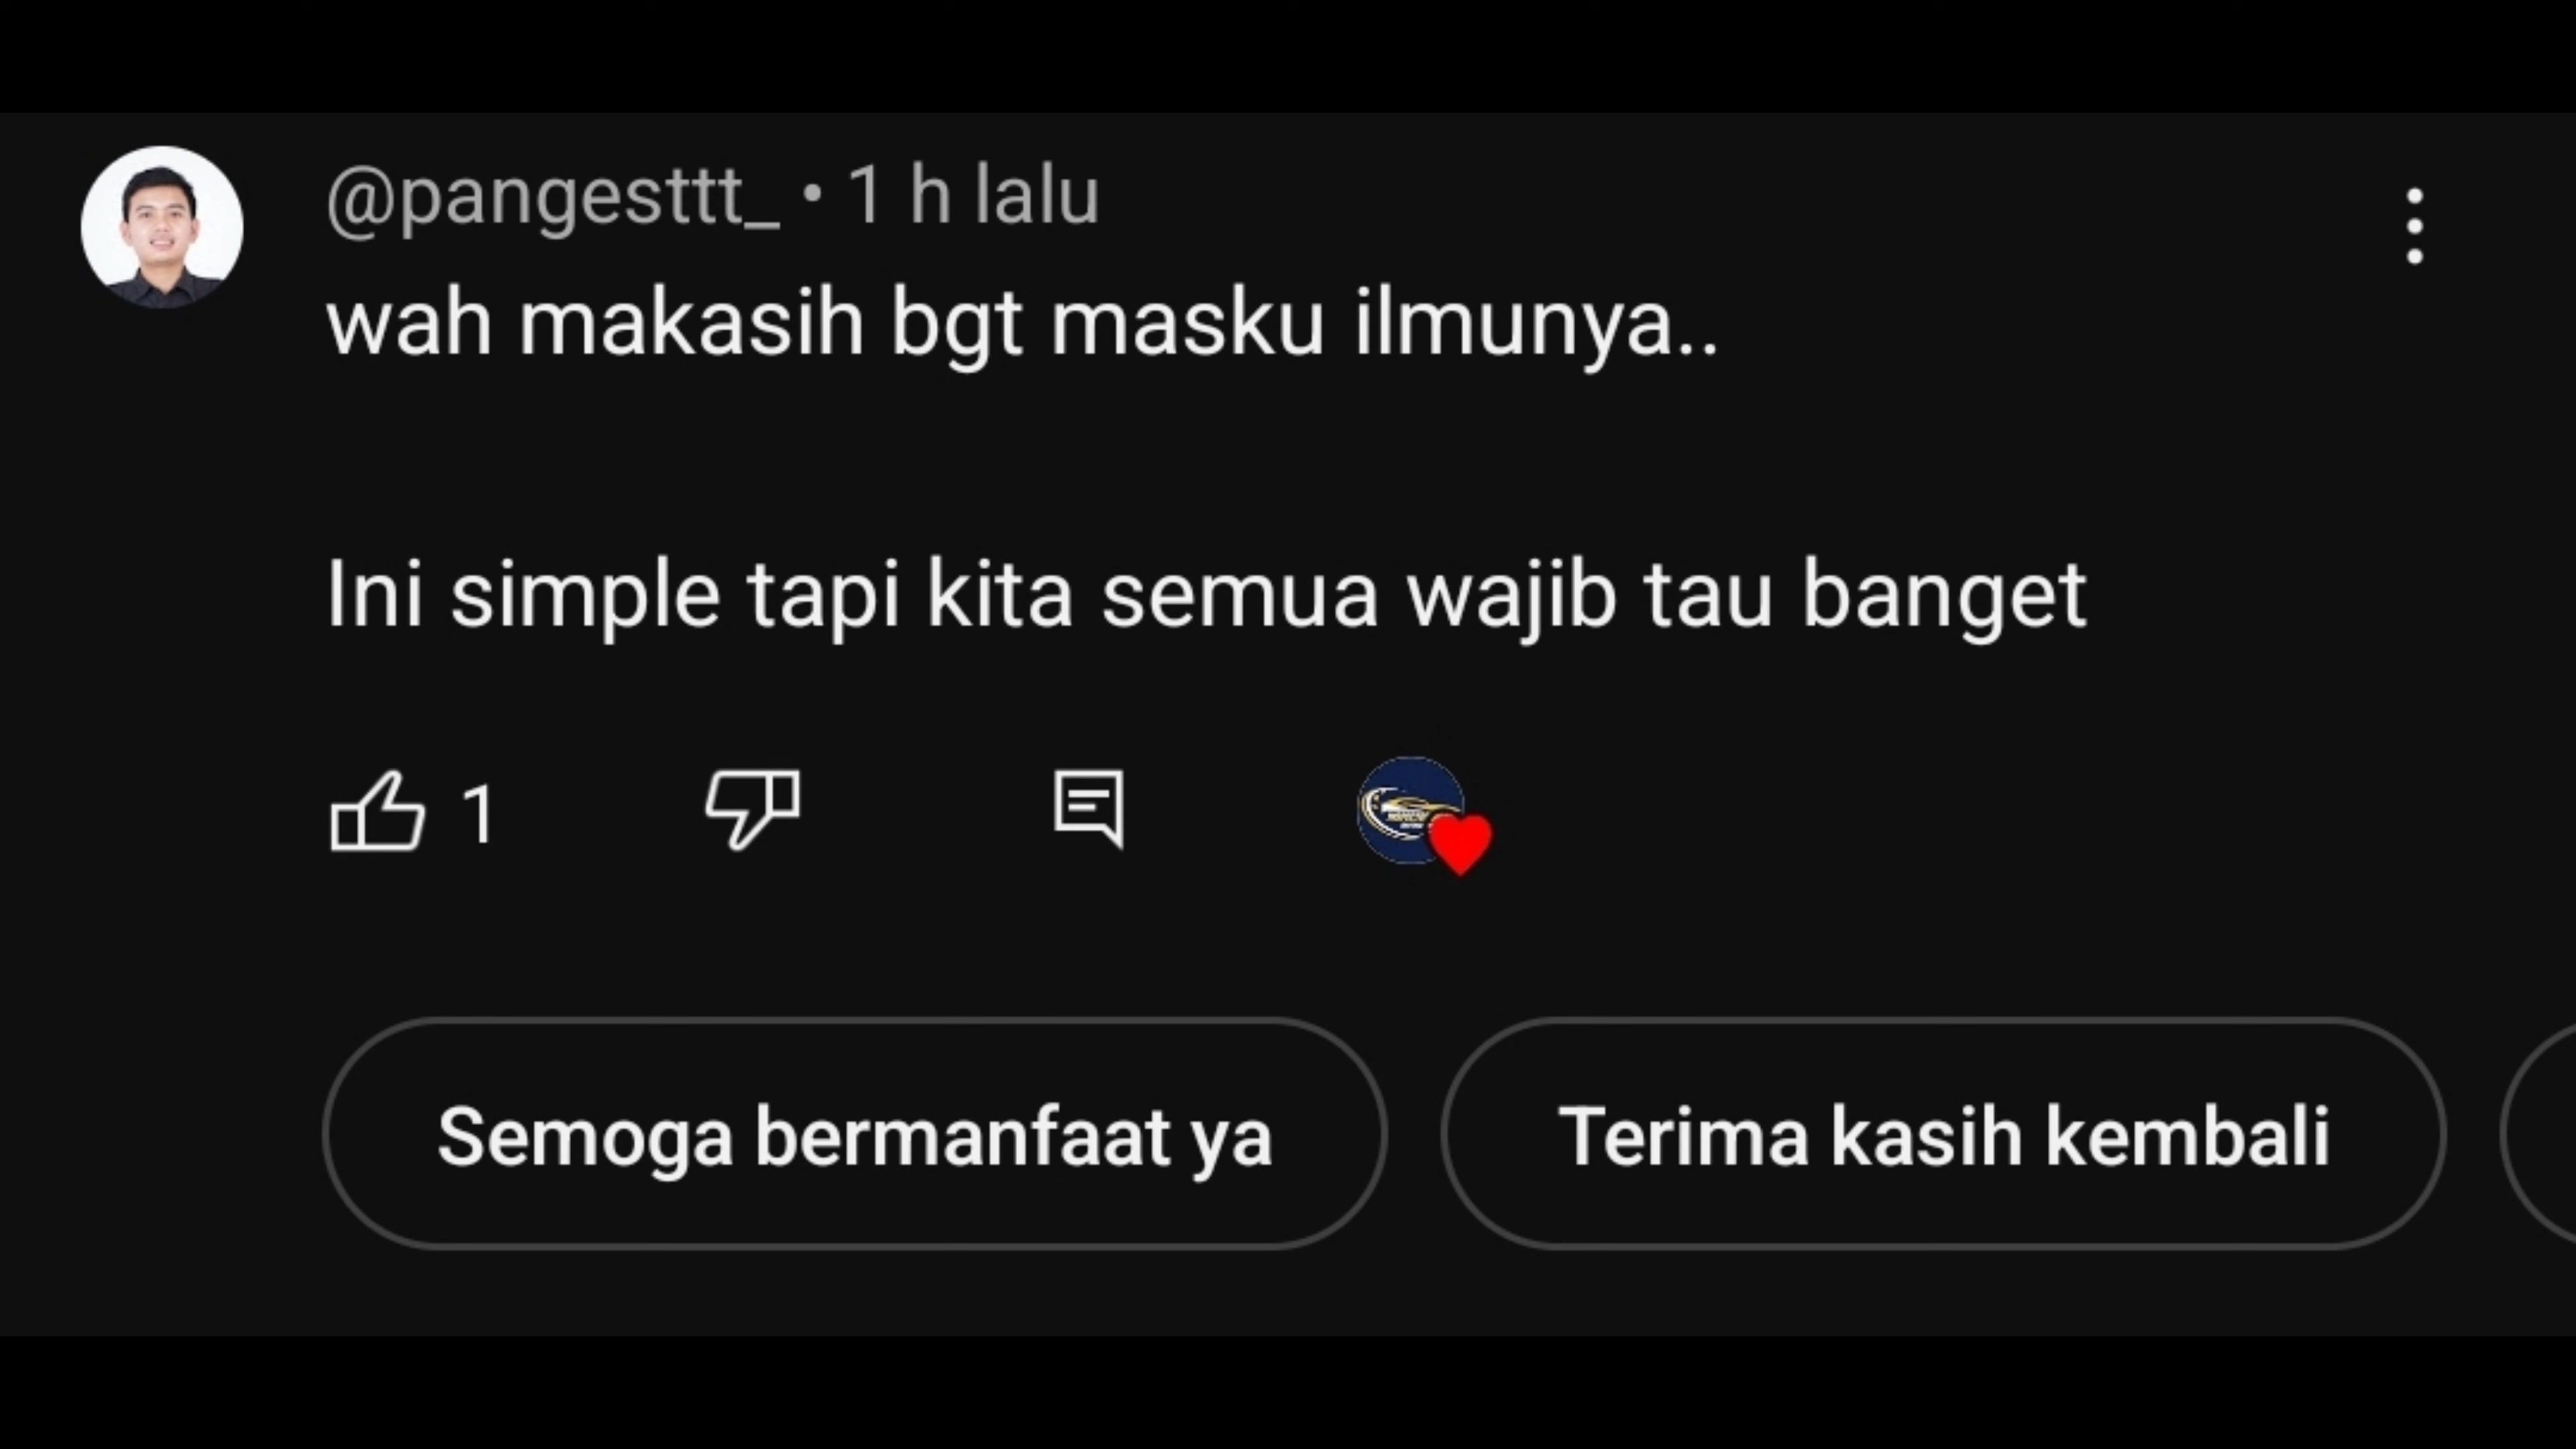 @pangesttt_ • 1 h lalu
wah makasih bgt masku ilmunya..
Ini simple tapi kita semua wajib tau banget
1
Semoga bermanfaat ya
Terima kasih kembali